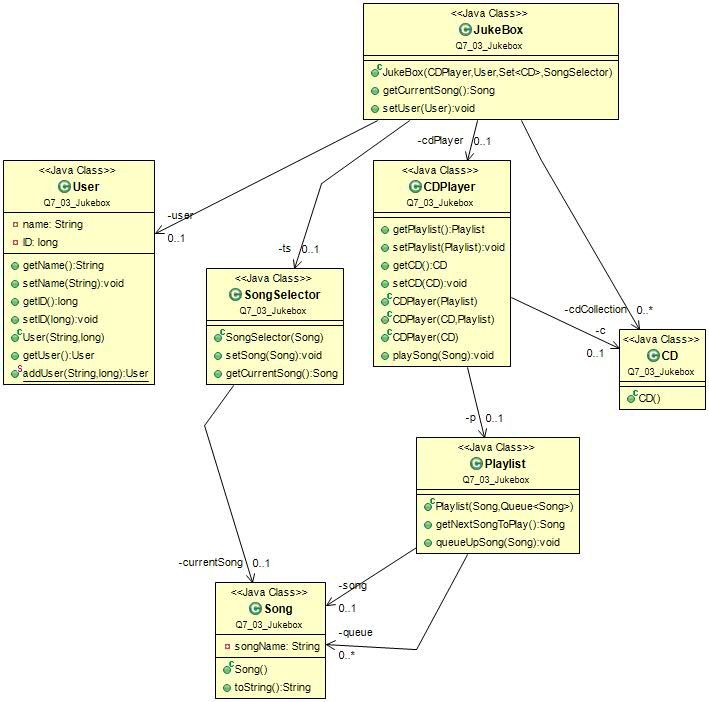 <<Java Class>>
JukeBox
Q7_03_Jukebox
JukeBox(CDPlayer,User,Set<CD>,SongSelector)
getCurrentSong():Song
setUser(User):void
-cdPlayer 0..1
<<Java Class>>
User
Q7_03_Jukebox
name: String
ID: long
getName():String
setName(String):void
getID():long
setID(long):void
User(String,long)
getUser():User
addUser(String,long):User
-user
0..1
-ts 0..1
<<Java Class>>
SongSelector
Q7_03_Jukebox
SongSelector(Song)
setSong(Song):void
getCurrentSong():Song
<<Java Class>>
CDPlayer
Q7_03_Jukebox
getPlaylist():Playlist
setPlaylist(Playlist):void
getCD():CD
setCD(CD):void
CDPlayer(Playlist)
CDPlayer(CD,Playlist)
CDPlayer(CD)
playSong(Song):void
-cdCollection 0..*
-c
0..1
<<Java Class>>
CD
Q7_03_Jukebox
CD()
-p 0..1
<<Java Class>>
Playlist
Q7_03_Jukebox
Playlist(Song,Queue<Song>)
getNextSongToPlay():Song
queueUpSong(Song):void
-currentSong 0..1
-song
0..1
-queue
0..*
<<Java Class>>
Song
Q7_03_Jukebox
songName: String
Song()
toString():String